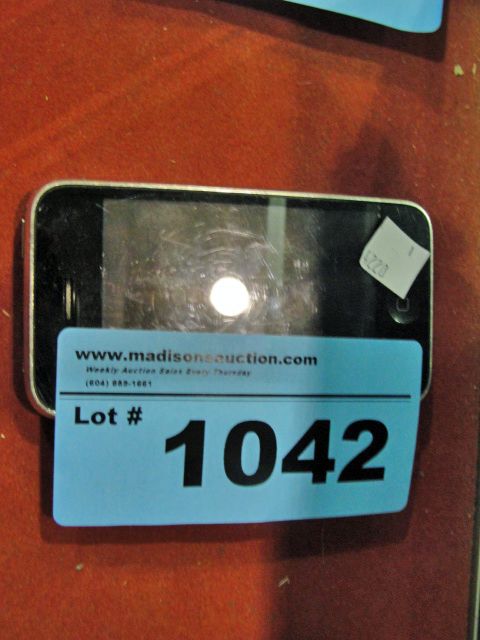 www.madisonsauction.com
Weekly Auction Sales Every Thursday
Lot #
1042